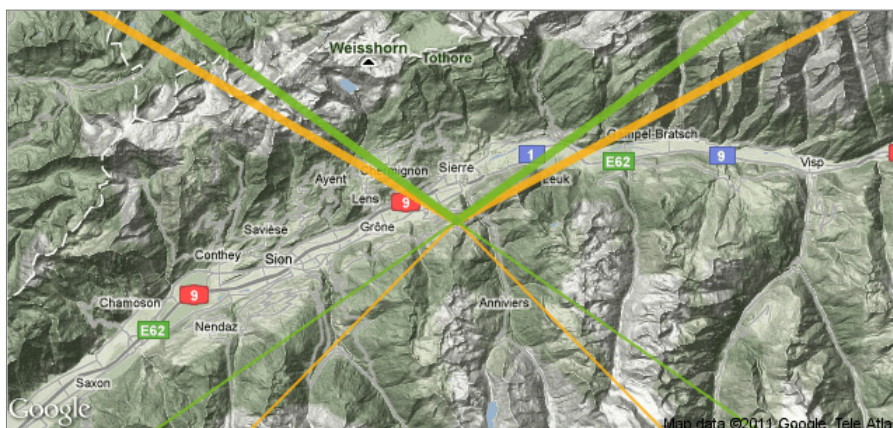 Weisshorn
Tothore
Gampel-Bratsch
1
9
E62
Visp
Chermignon
Sierre
Ayent
Leuk
Lens
9
Grône
Savièse
Conthey
Sion
9
Chamoson
Anniviers
E62
Nendaz
Saxon
Google
Map data ©2011 Google, Tele Atla